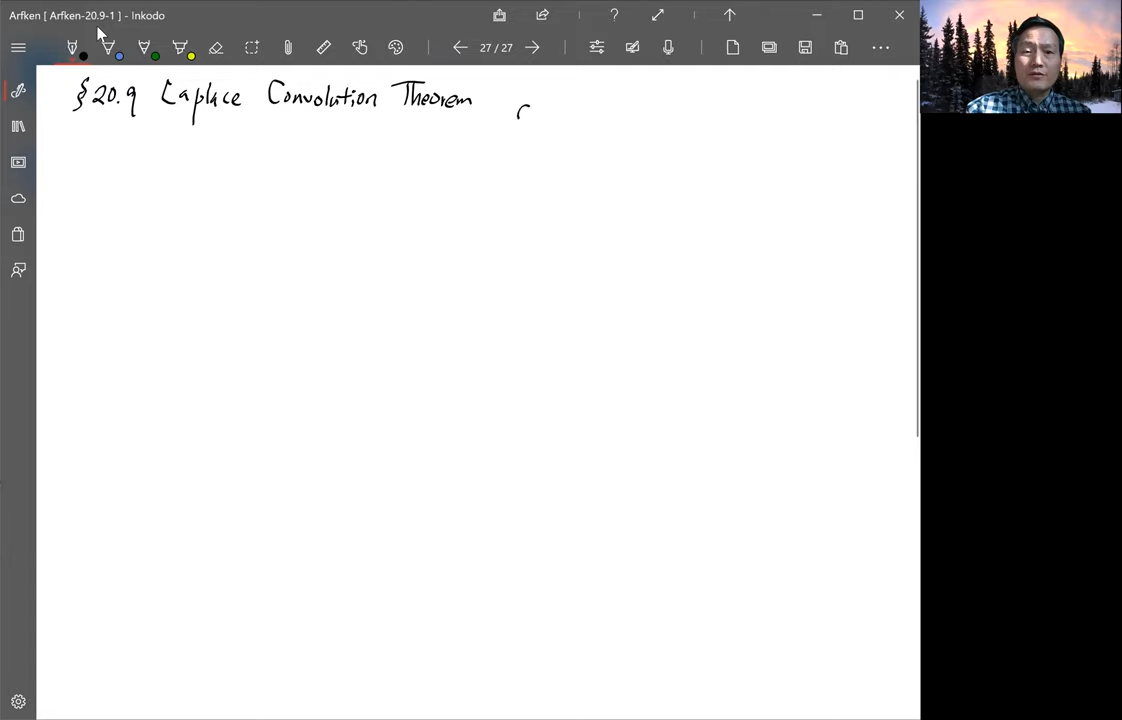 Arfken [ Arfken-20.9-1 ] - Inkodo
27 / 27
§20.9 Laplace Convolution Theorem